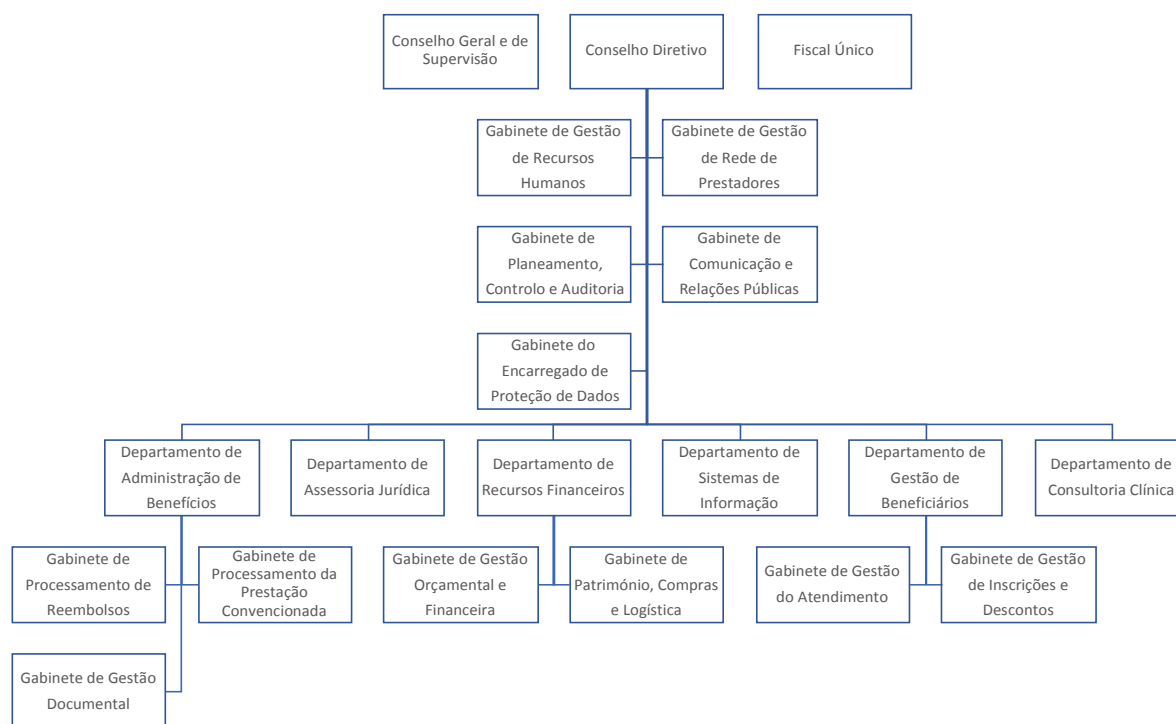 Conselho Geral e de
Supervisão
Conselho Diretivo
Fiscal Único
Gabinete de Gestão
de Recursos
Humanos
Gabinete de Gestão
de Rede de
Prestadores
Gabinete de
Planeamento,
Controlo e Auditoria
Gabinete de
Comunicação e
Relações Públicas
Gabinete do
Encarregado de
Proteção de Dados
Departamento de
Administração de
Benefícios
Departamento de
Assessoria Jurídica
Departamento de
Recursos Financeiros
Departamento de
Sistemas de
Informação
Departamento de
Gestão de
Beneficiários
Departamento de
Consultoria Clínica
Gabinete de
Processamento de
Reembolsos
Gabinete de
Processamento da
Prestação
Convencionada
Gabinete de Gestão
Orçamental e
Financeira
Gabinete de
Património, Compras
e Logística
Gabinete de Gestão
do Atendimento
Gabinete de Gestão
de Inscrições e
Descontos
Gabinete de Gestão
Documental